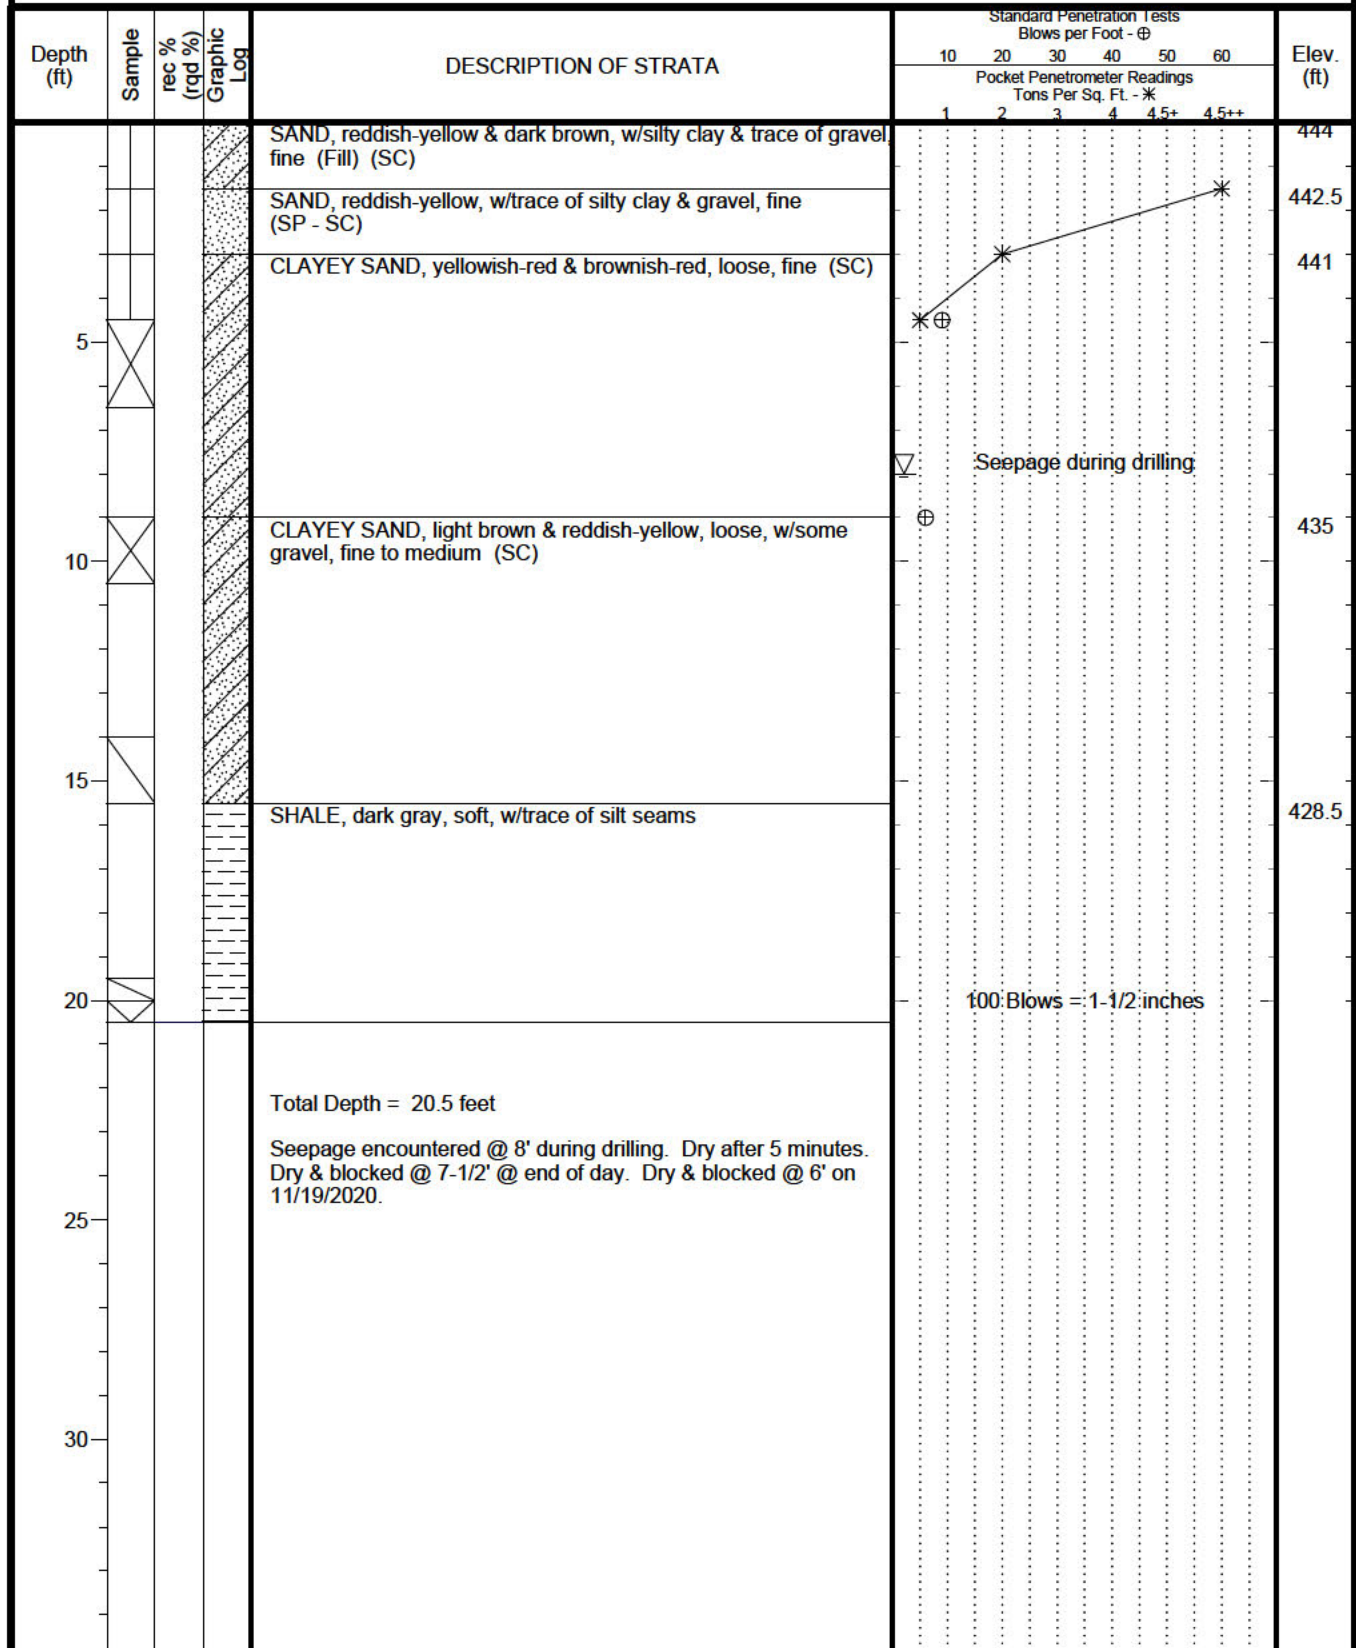 Depth
(ft)
Sample
rec %
(rqd %)
Graphic
Log
DESCRIPTION OF STRATA
Standard Penetration Tests
Blows per Foot - ⊕
10 20 30 40 50 60
Pocket Penetrometer Readings
Tons Per Sq. Ft. - ✳
1 2 3 4 4.5+ 4.5++
Elev.
(ft)
SAND, reddish-yellow & dark brown, w/silty clay & trace of gravel,
fine (Fill) (SC)
444
SAND, reddish-yellow, w/trace of silty clay & gravel, fine
(SP - SC)
442.5
CLAYEY SAND, yellowish-red & brownish-red, loose, fine (SC)
441
5
Seepage during drilling
CLAYEY SAND, light brown & reddish-yellow, loose, w/some
gravel, fine to medium (SC)
435
10
15
SHALE, dark gray, soft, w/trace of silt seams
428.5
20
100 Blows = 1-1/2 inches
Total Depth = 20.5 feet
Seepage encountered @ 8' during drilling. Dry after 5 minutes.
Dry & blocked @ 7-1/2' @ end of day. Dry & blocked @ 6' on
11/19/2020.
25
30